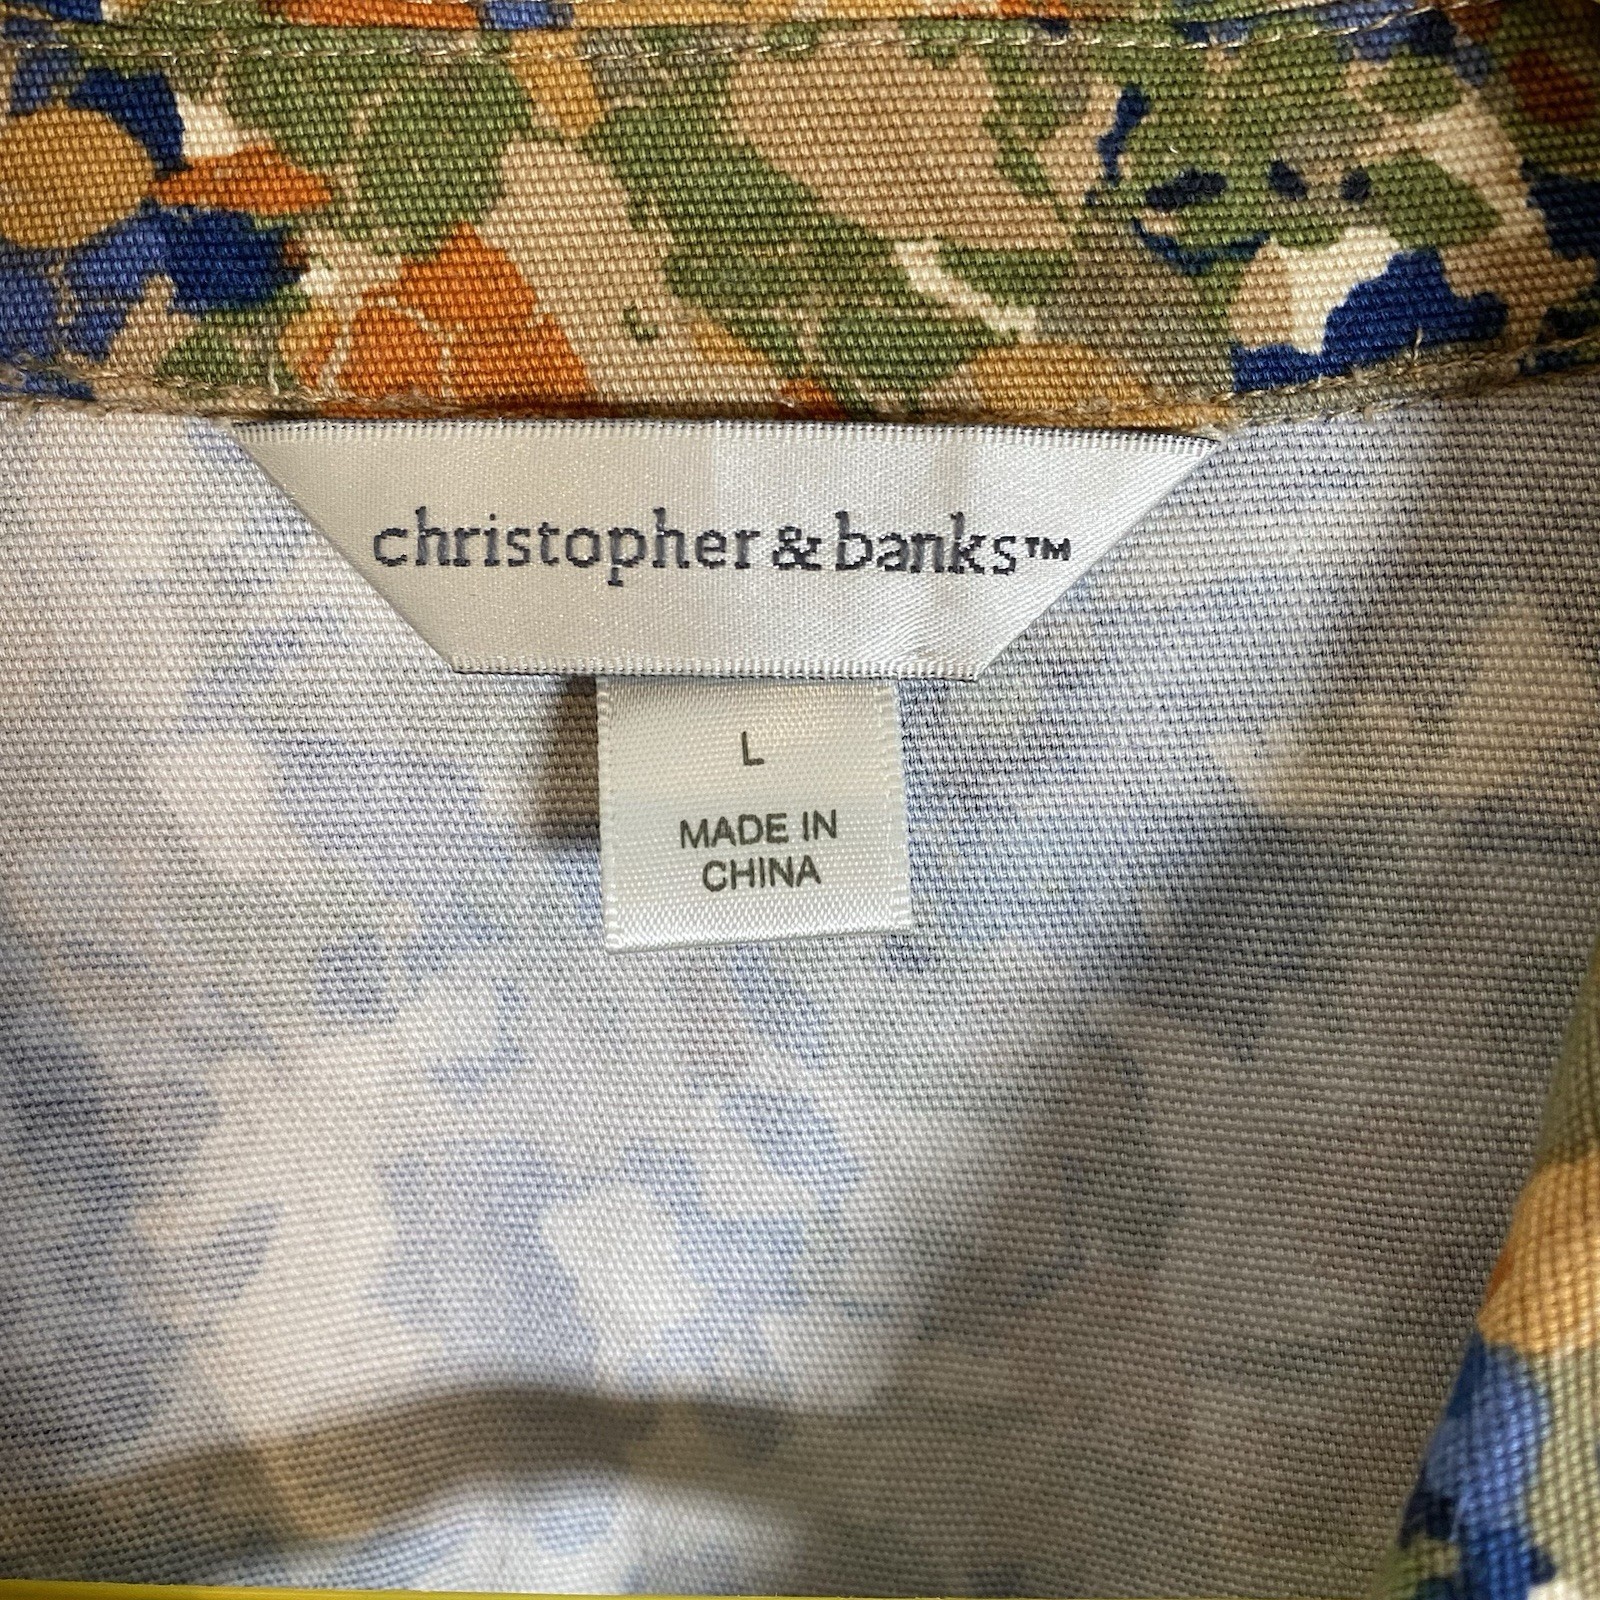 christopher & banks™
L
MADE IN
CHINA